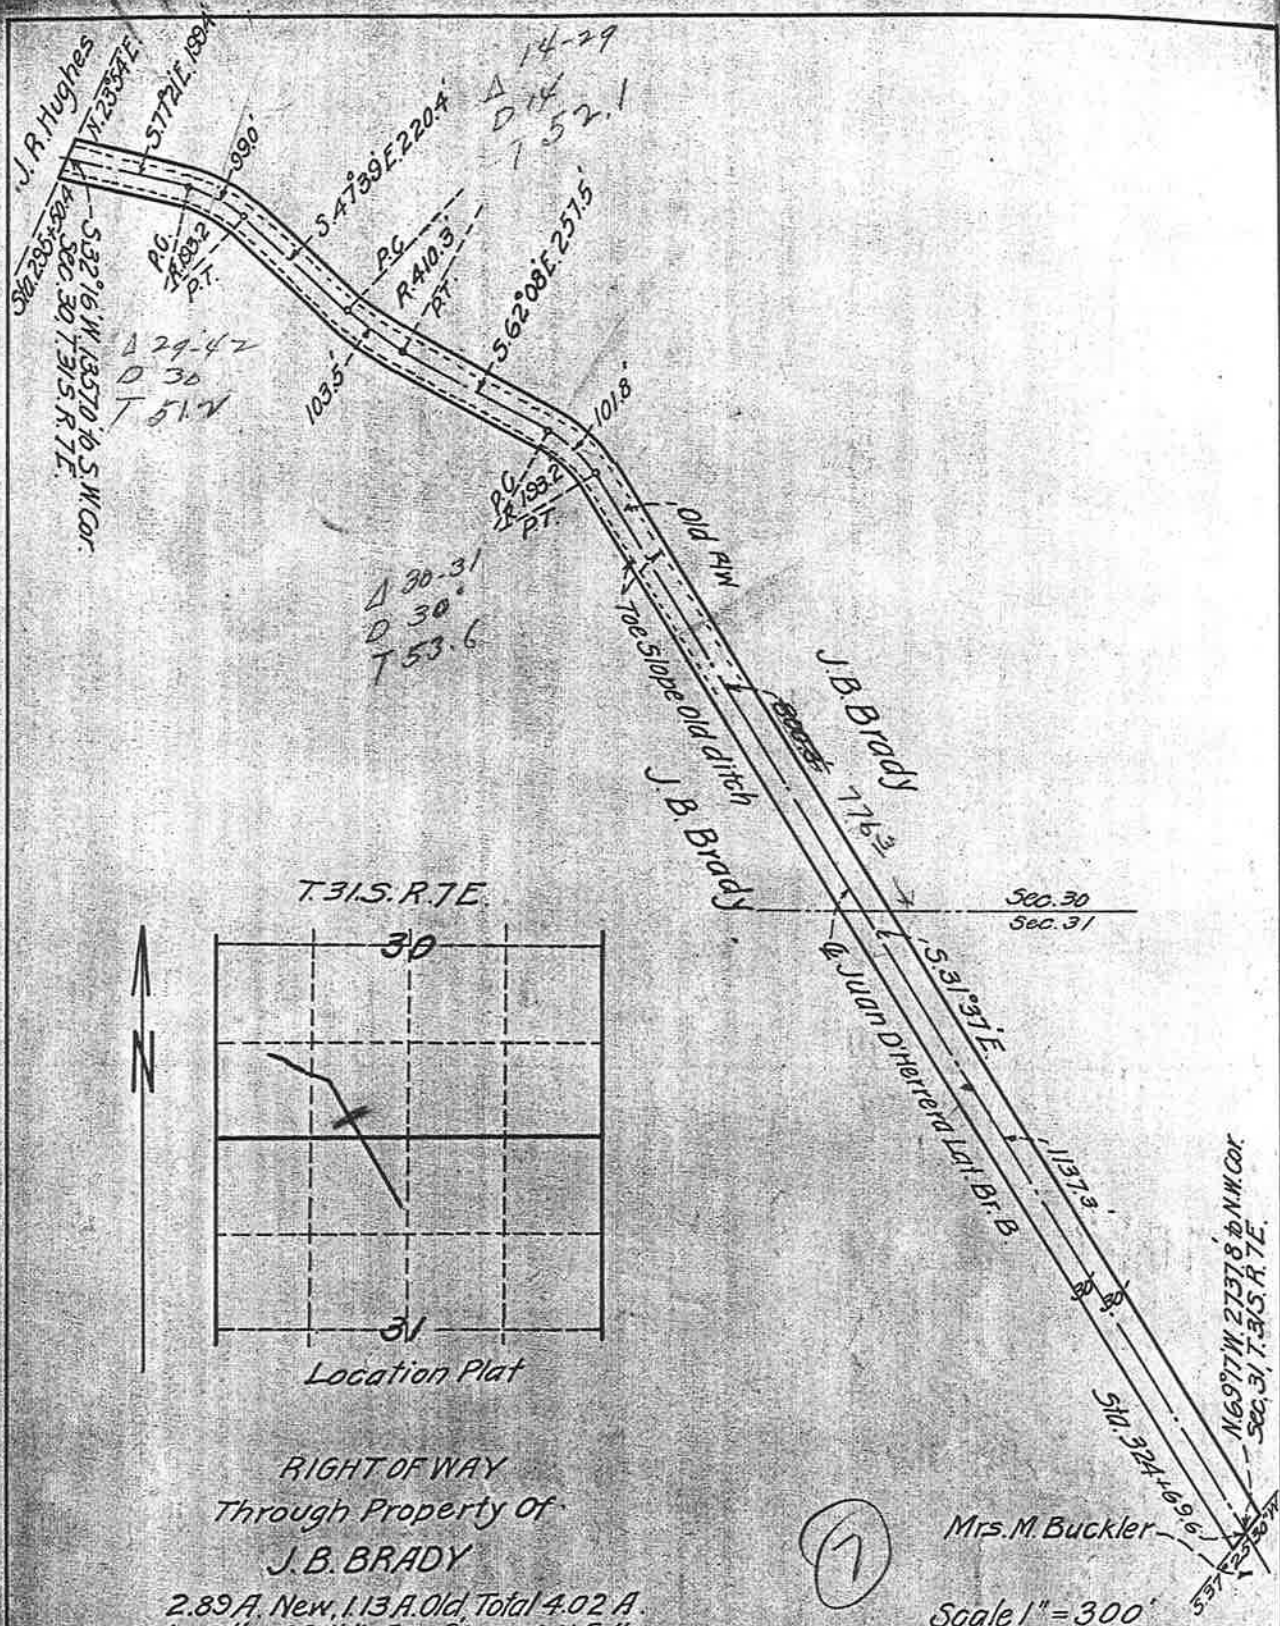 J.R. Hughes
N.23°54'E.
S.77°21'E. 199.4'
99.0'
Sta. 295+50.4
S.32°16'W. 1357.0' to S.W. Cor.
Sec. 30, T.31S. R.7E.
P.C.
R.193.2'
P.T.
Δ 29-42
D 30
T 51.2
S.47°39'E. 220.4'
Δ 14-29
D 14
T 52.1
P.C.
R.410.3'
P.T.
103.5'
S.62°08'E. 257.5'
101.8'
P.C.
R.193.2'
P.T.
Δ 30-31
D 30°
T 53.6
Old R/W
Toe Slope Old ditch
J.B. Brady
776.3
J.B. Brady
Sec. 30
Sec. 31
S.31°37'E.
℄ Juan D'Herrera Lat. Br. B.
1137.3'
30'
30'
N.69°17'W. 2737.8' to N.W. Cor.
Sec. 31, T.31S. R.7E.
Sta. 324+69.6
Mrs. M. Buckler
T.31.S. R.7E.
30
N
31
Location Plat
RIGHT OF WAY
Through Property Of
J.B. BRADY
2.89 A. New, 1.13 A. Old, Total 4.02 A.
7
Scale 1" = 300'